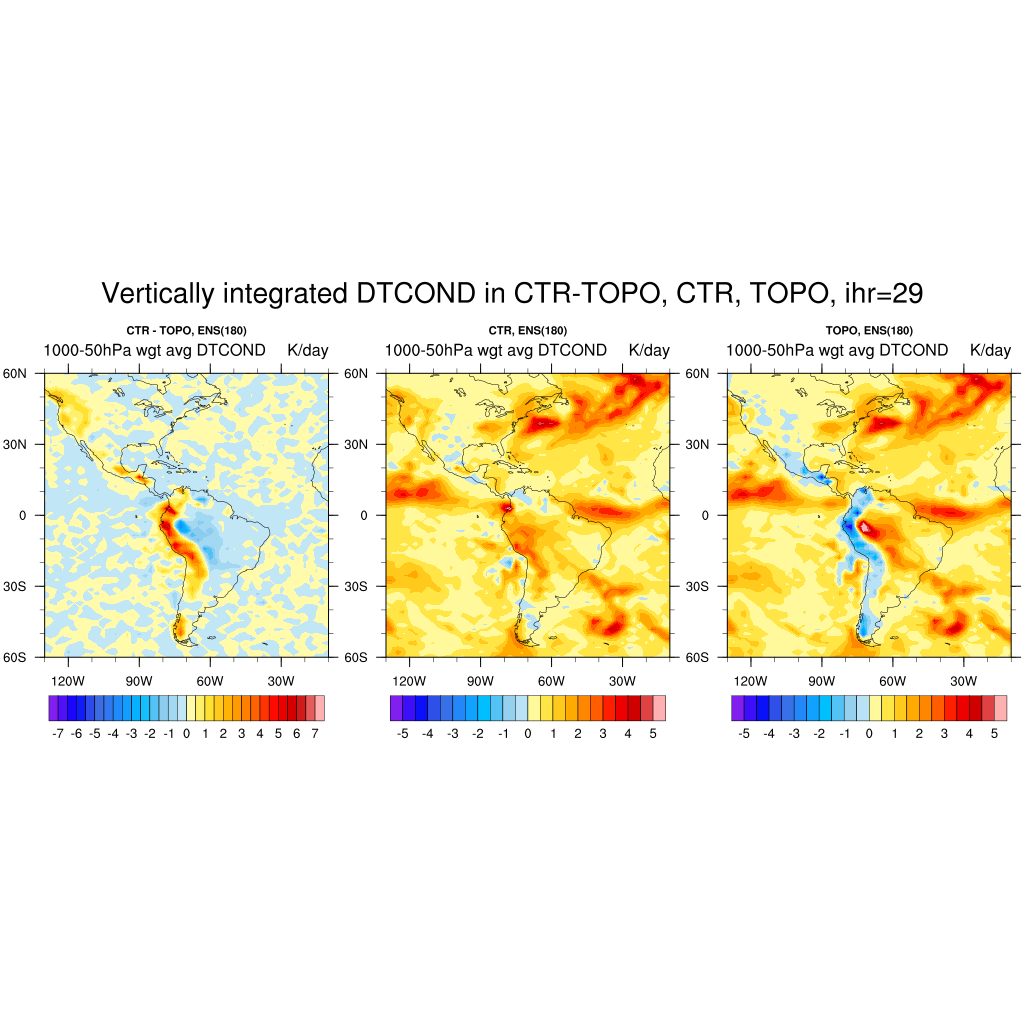 Vertically integrated DTCOND in CTR-TOPO, CTR, TOPO, ihr=29
CTR - TOPO, ENS(180)
1000-50hPa wgt avg DTCOND K/day
60N
30N
0
30S
60S
120W 90W 60W 30W
-7 -6 -5 -4 -3 -2 -1 0 1 2 3 4 5 6 7
CTR, ENS(180)
1000-50hPa wgt avg DTCOND K/day
60N
30N
0
30S
60S
120W 90W 60W 30W
-5 -4 -3 -2 -1 0 1 2 3 4 5
TOPO, ENS(180)
1000-50hPa wgt avg DTCOND K/day
60N
30N
0
30S
60S
120W 90W 60W 30W
-5 -4 -3 -2 -1 0 1 2 3 4 5